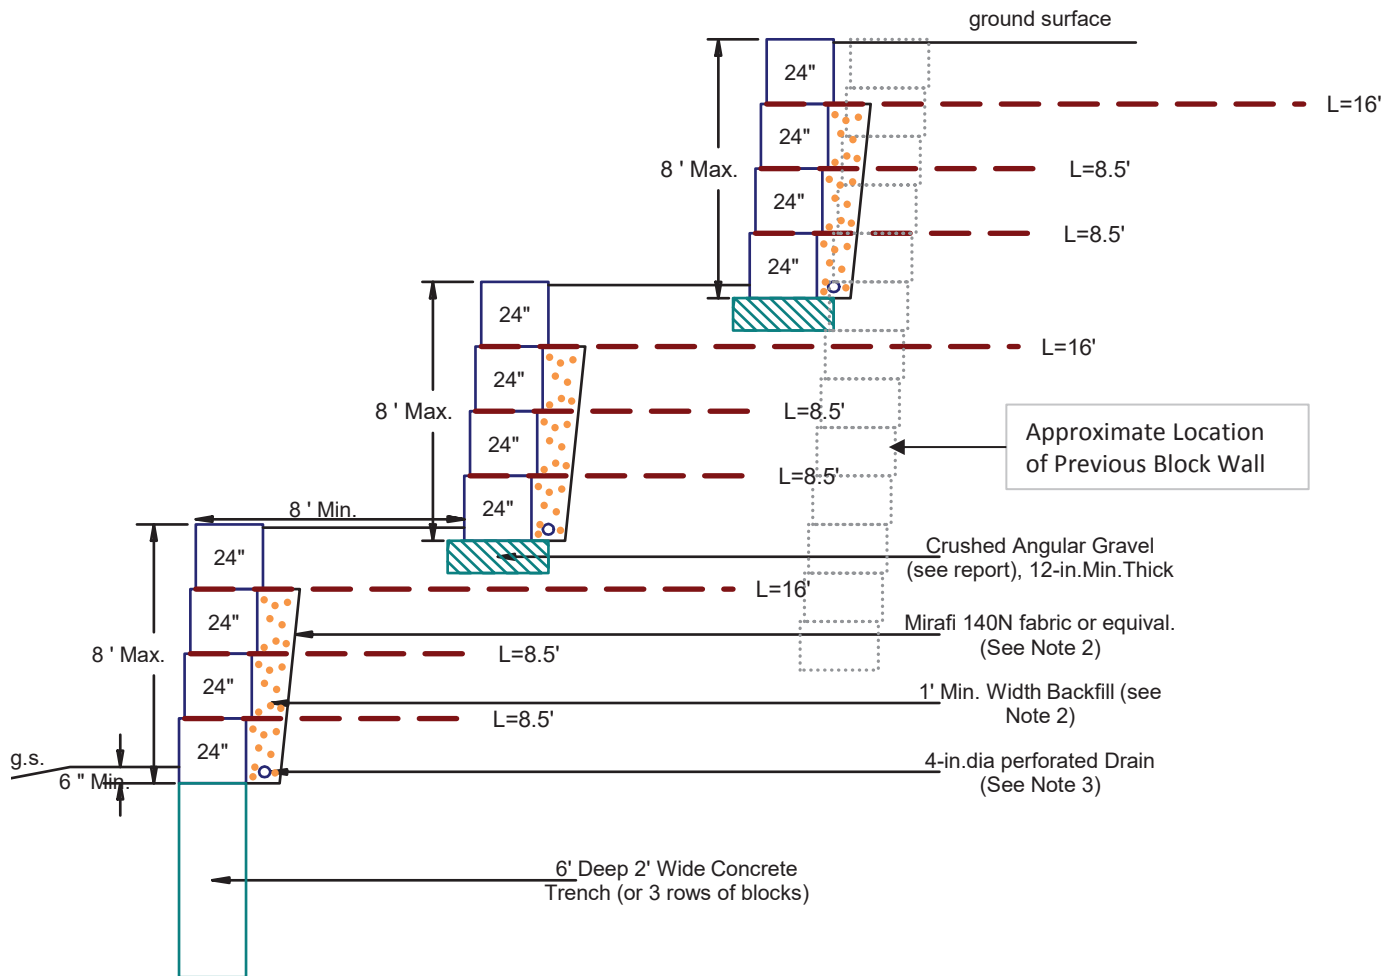 ground surface
24"
L=16'
24"
8 ' Max.
L=8.5'
24"
L=8.5'
24"
24"
L=16'
24"
8 ' Max.
L=8.5'
24"
Approximate Location
of Previous Block Wall
L=8.5'
24"
8 ' Min.
24"
Crushed Angular Gravel
(see report), 12-in.Min.Thick
L=16'
24"
Mirafi 140N fabric or equival.
(See Note 2)
8 ' Max.
L=8.5'
24"
1' Min. Width Backfill (see
Note 2)
L=8.5'
24"
g.s.
6 " Min.
4-in.dia perforated Drain
(See Note 3)
6' Deep 2' Wide Concrete
Trench (or 3 rows of blocks)